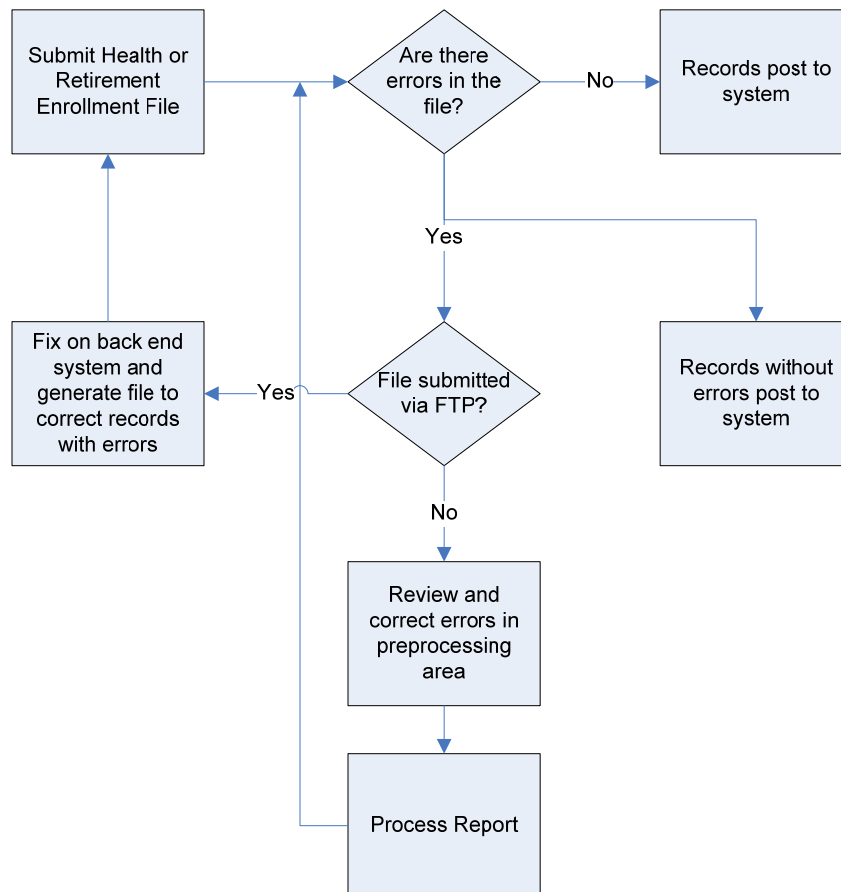 Submit Health or
Retirement
Enrollment File
Are there
errors in the
file?
No
Records post to
system
Yes
Fix on back end
system and
generate file to
correct records
with errors
Yes
File submitted
via FTP?
Records without
errors post to
system
No
Review and
correct errors in
preprocessing
area
Process Report